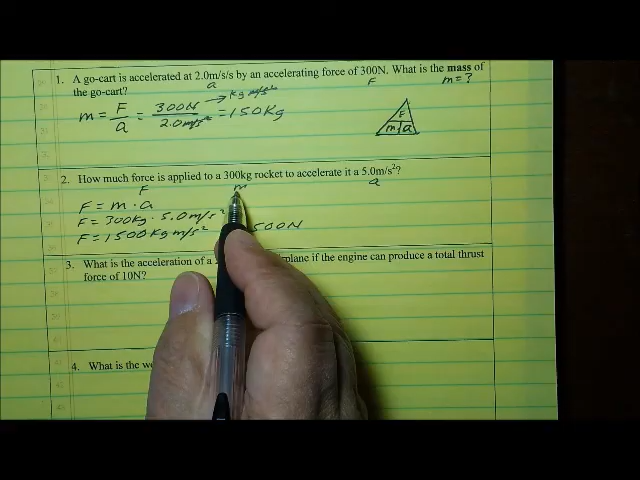 1. A go-cart is accelerated at 2.0m/s/s by an accelerating force of 300N. What is the mass of
the go-cart?
a
F
m = ?
m = F/a = 300N/2.0m/s² → kg m/s² = 150Kg
F
m a
2. How much force is applied to a 300kg rocket to accelerate it a 5.0m/s²?
F m a
F = m · a
F = 300Kg · 5.0m/s²
F = 1500Kg m/s² 500N
3. What is the acceleration of a plane if the engine can produce a total thrust
force of 10N?
4. What is the we